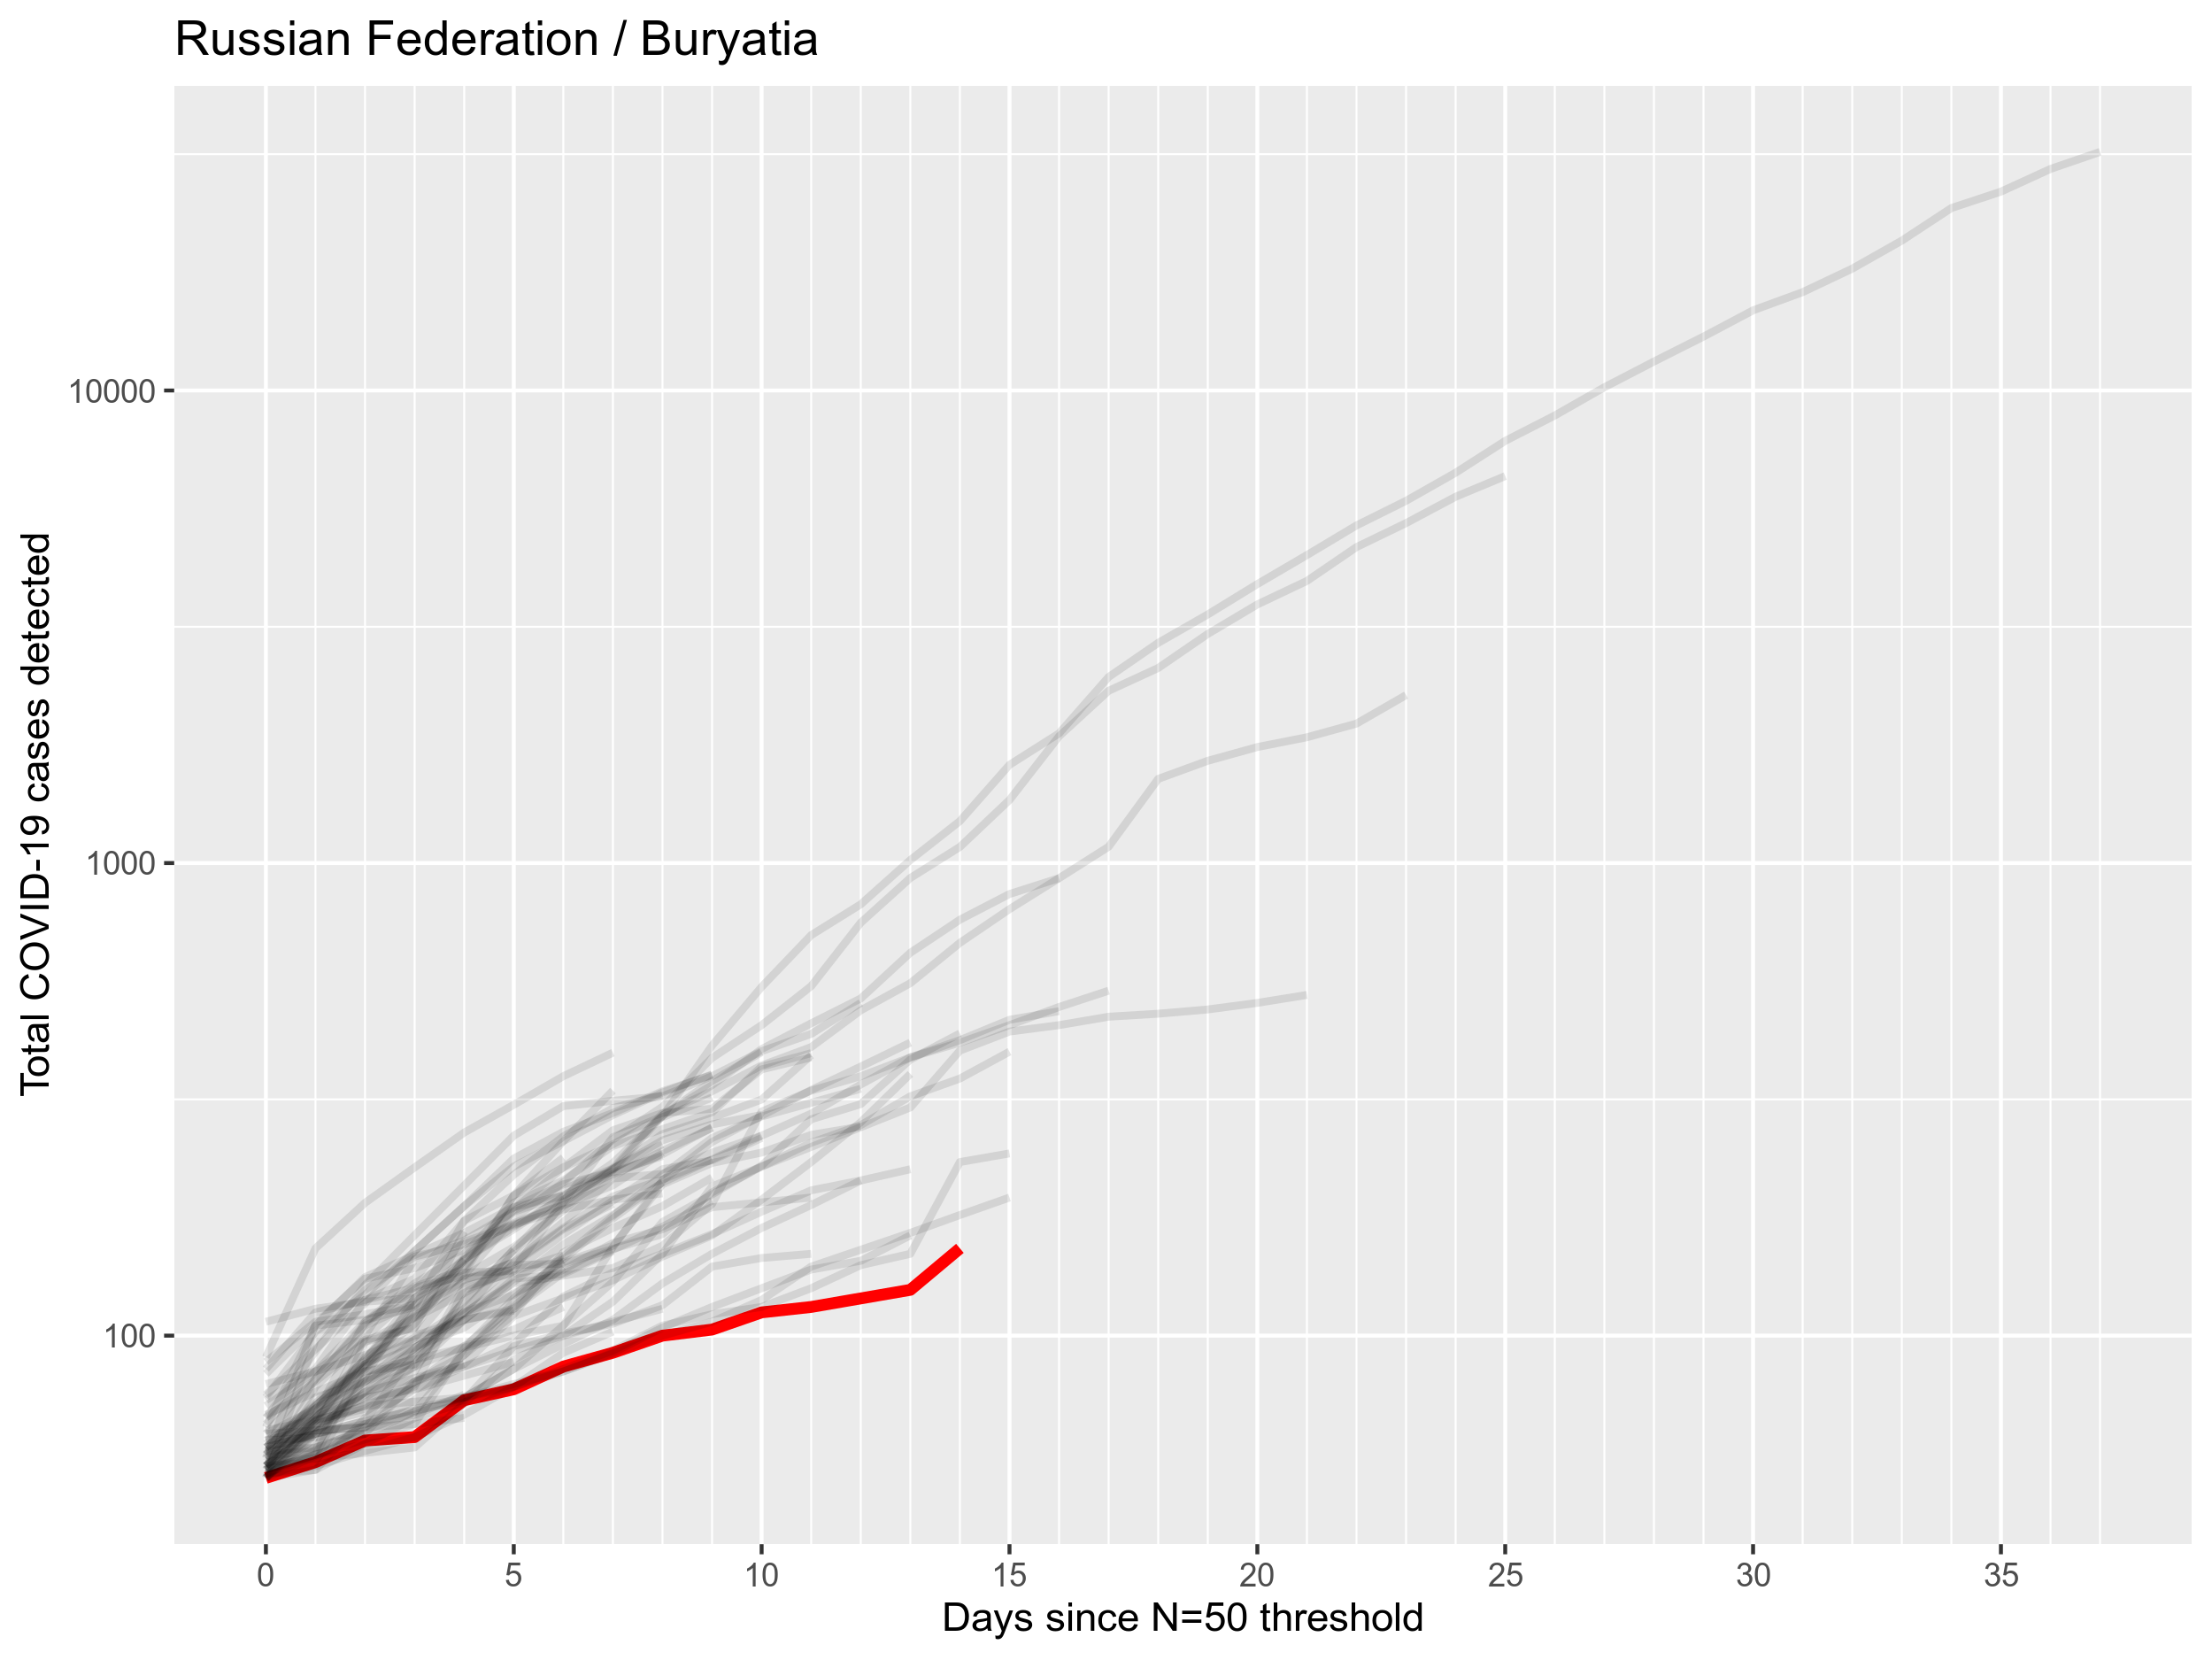 Russian Federation / Buryatia
Total COVID-19 cases detected
10000
1000
100
0 5 10 15 20 25 30 35
Days since N=50 threshold